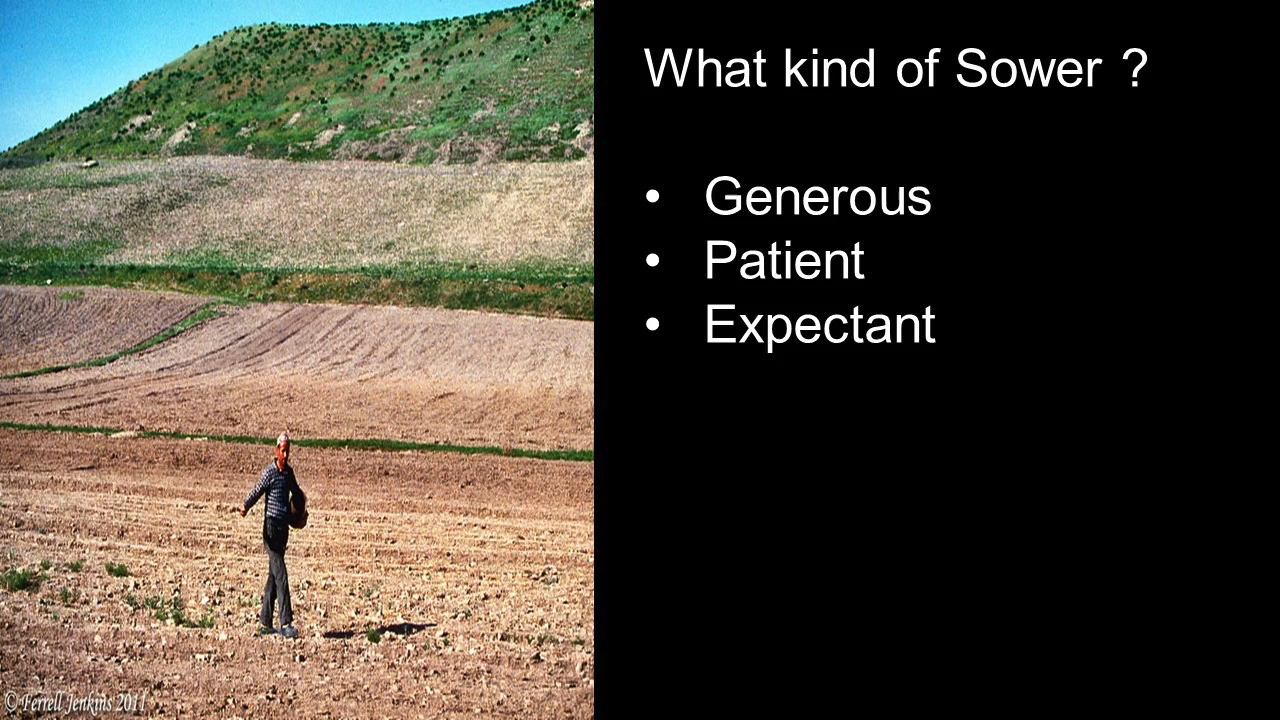 What kind of Sower ?
• Generous
• Patient
• Expectant
© Ferrell Jenkins 2011